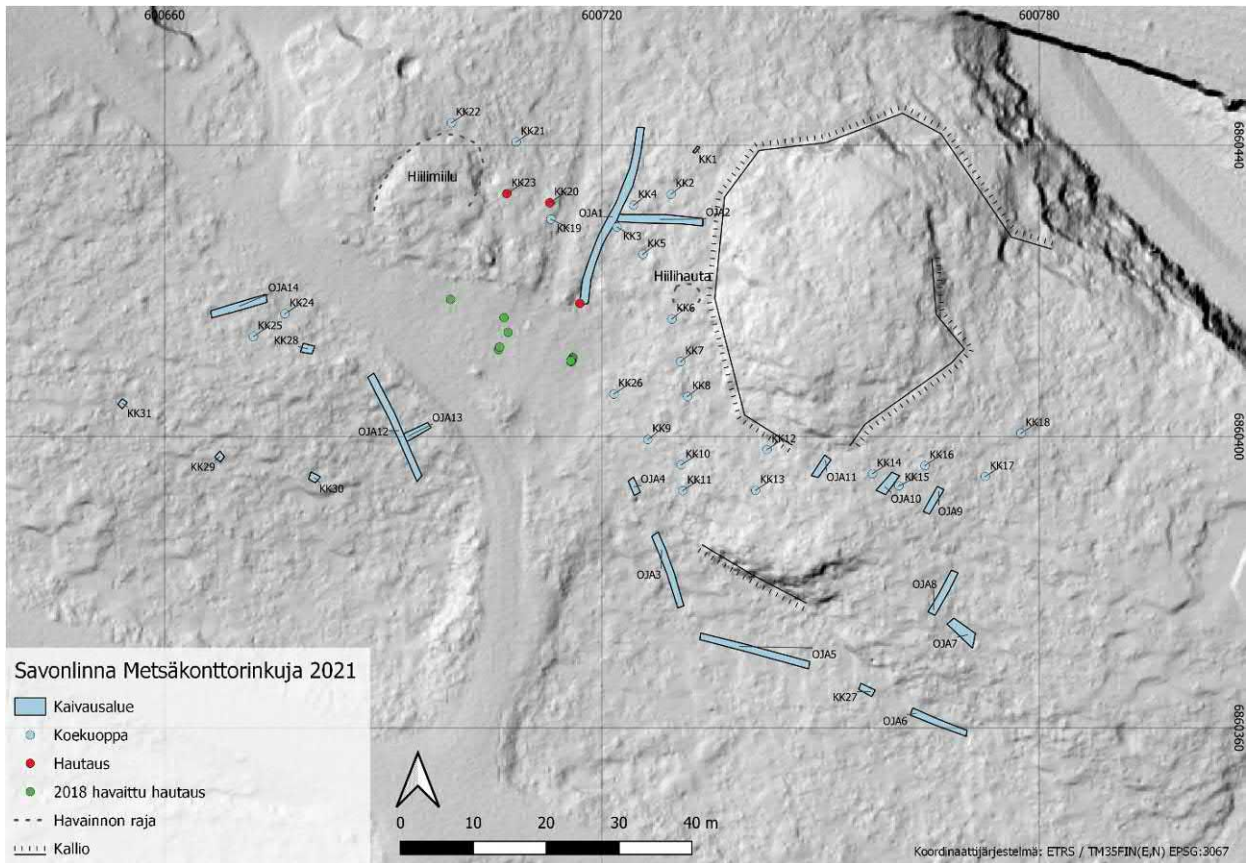 600660
600720
600780
KK22
KK21
6860440
KK1
Hiilimiilu
KK23
KK20
KK4
KK2
OJA1
OJA2
KK19
KK3
KK5
Hiilihauta
OJA14
KK24
KK6
KK25
KK28
KK7
KK26
KK8
KK31
OJA13
OJA12
KK9
KK12
KK18
6860400
KK29
KK10
KK16
KK14
KK17
KK30
OJA4
KK11
KK13
OJA11
KK15
OJA10
OJA9
OJA3
OJA8
OJA7
OJA5
KK27
OJA6
6860360
Savonlinna Metsäkonttorinkuja 2021
Kaivausalue
Koekuoppa
Hautaus
2018 havaittu hautaus
Havainnon raja
Kallio
0 10 20 30 40 m
Koordinaattijärjestelmä: ETRS / TM35FIN(E,N) EPSG:3067